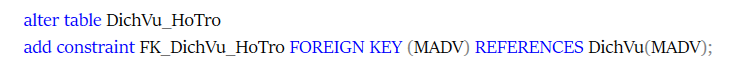 alter table DichVu_HoTro
add constraint FK_DichVu_HoTro FOREIGN KEY (MADV) REFERENCES DichVu(MADV);